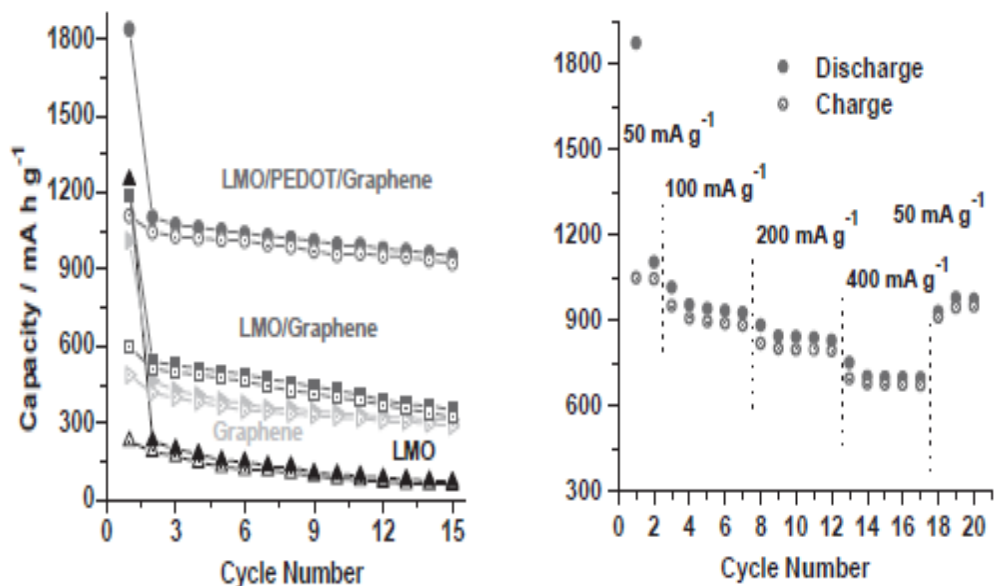 Capacity / mA h g⁻¹
1800
1500
1200
900
600
300
0
LMO/PEDOT/Graphene
LMO/Graphene
Graphene
LMO
0 3 6 9 12 15
Cycle Number
1800
1500
1200
900
600
300
Discharge
Charge
50 mA g⁻¹
100 mA g⁻¹
200 mA g⁻¹
50 mA g⁻¹
400 mA g⁻¹
0 2 4 6 8 10 12 14 16 18 20
Cycle Number